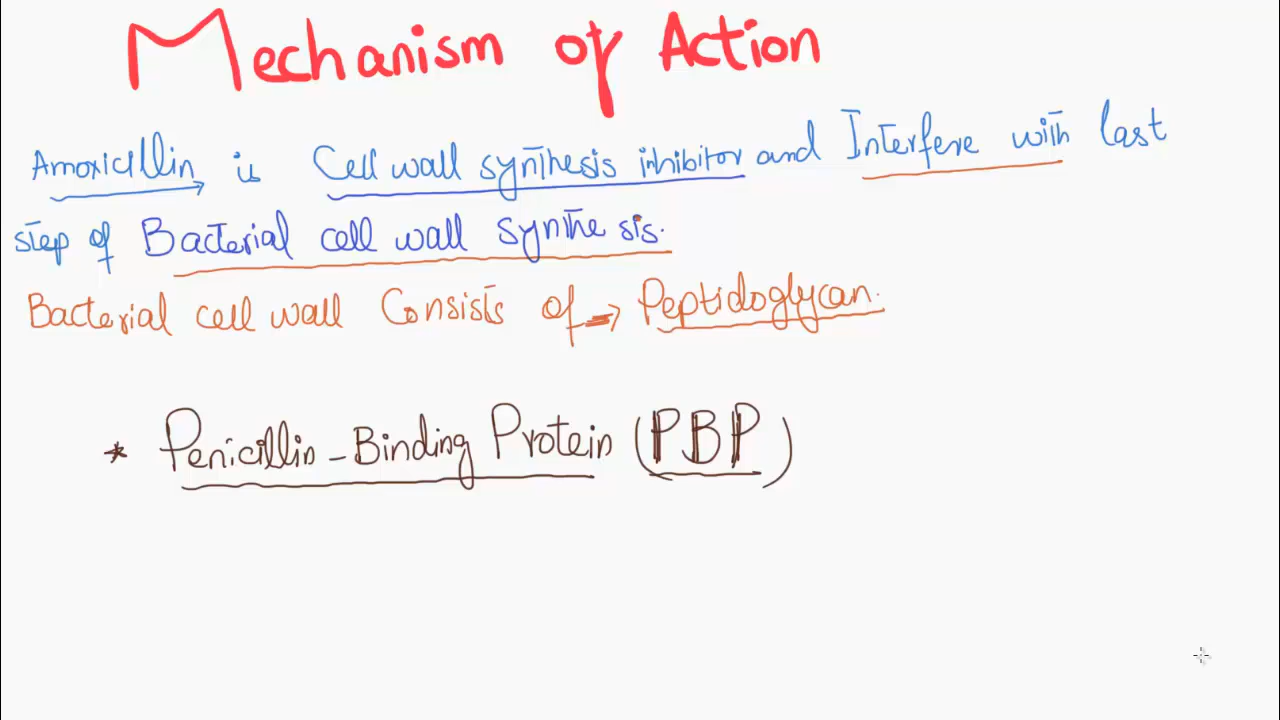 Mechanism of Action
Amoxicillin is Cell wall synthesis inhibitor and Interfere with last
step of Bacterial cell wall synthesis.
Bacterial cell wall Consists of → Peptidoglycan.
* Penicillin-Binding Protein (PBP)